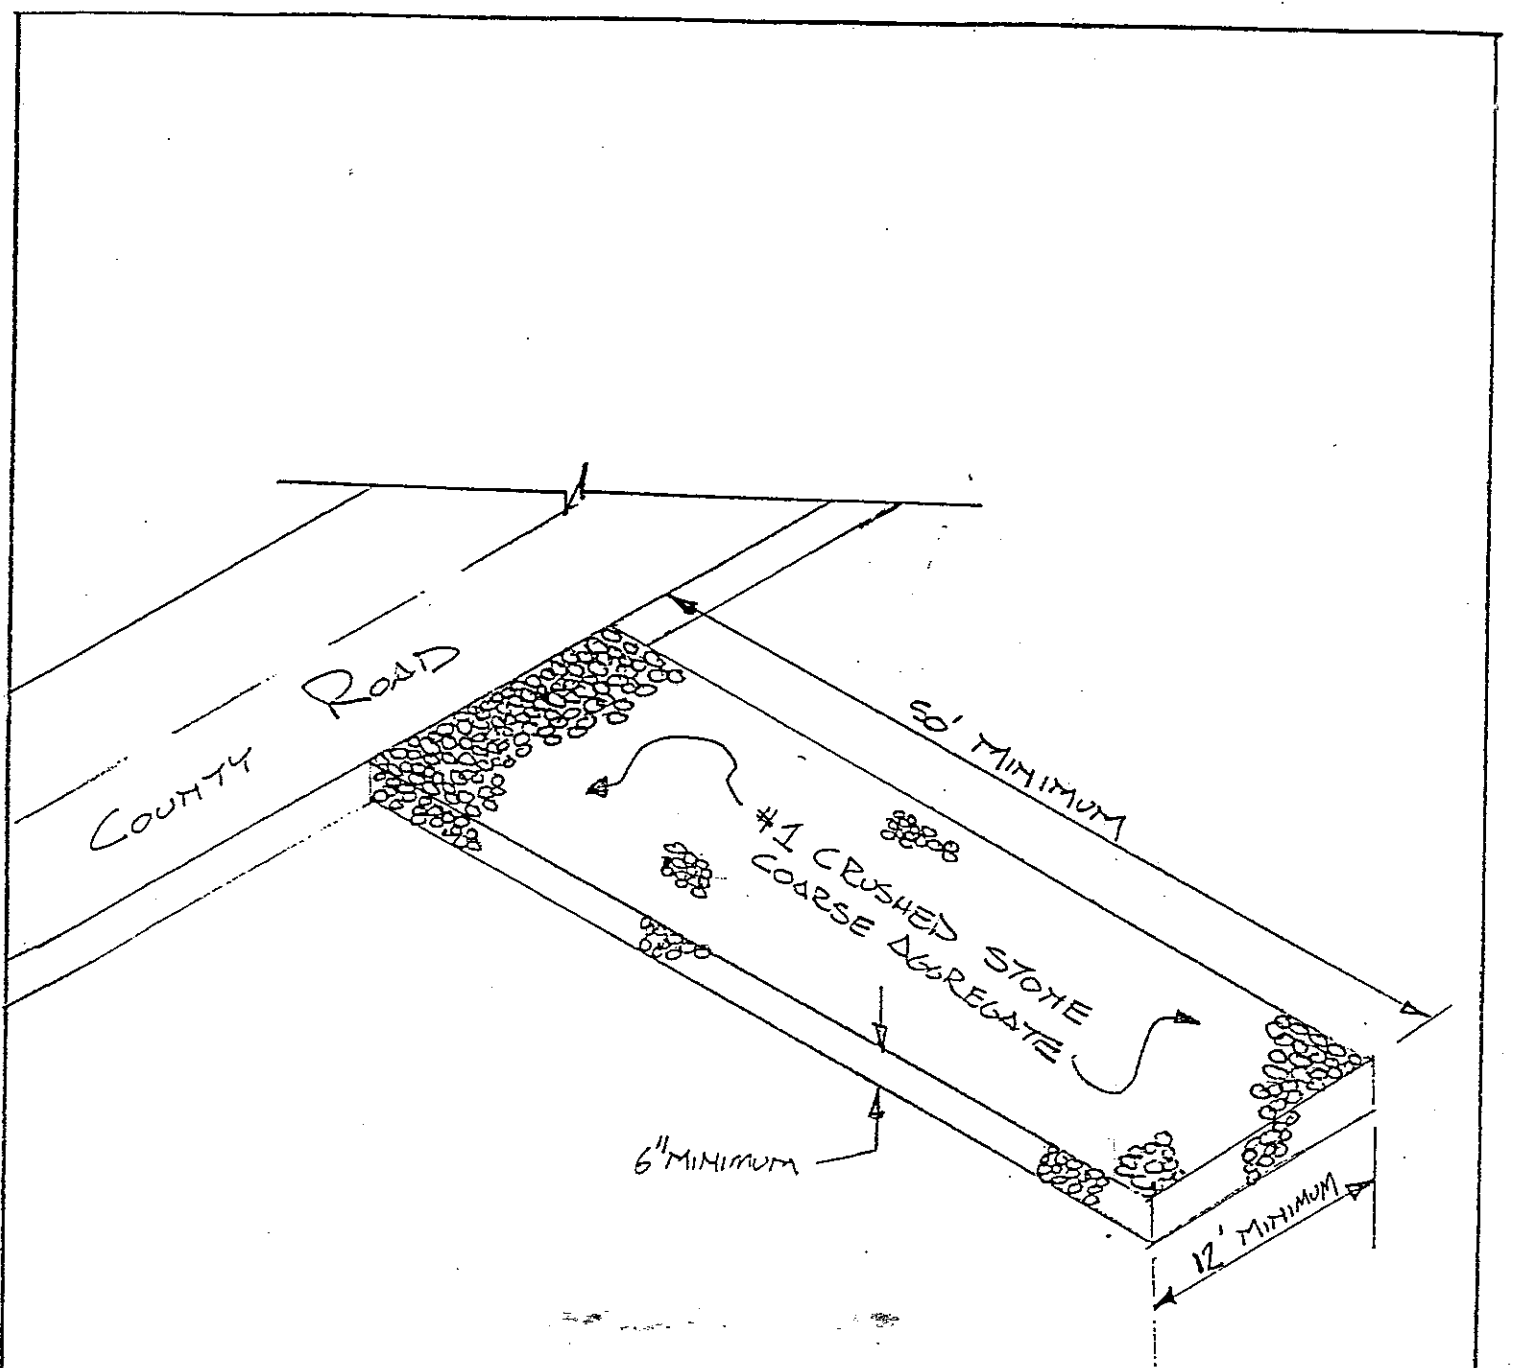 COUNTY ROAD
50' MINIMUM
#1 CRUSHED STONE
COARSE AGGREGATE
6" MINIMUM
12' MINIMUM